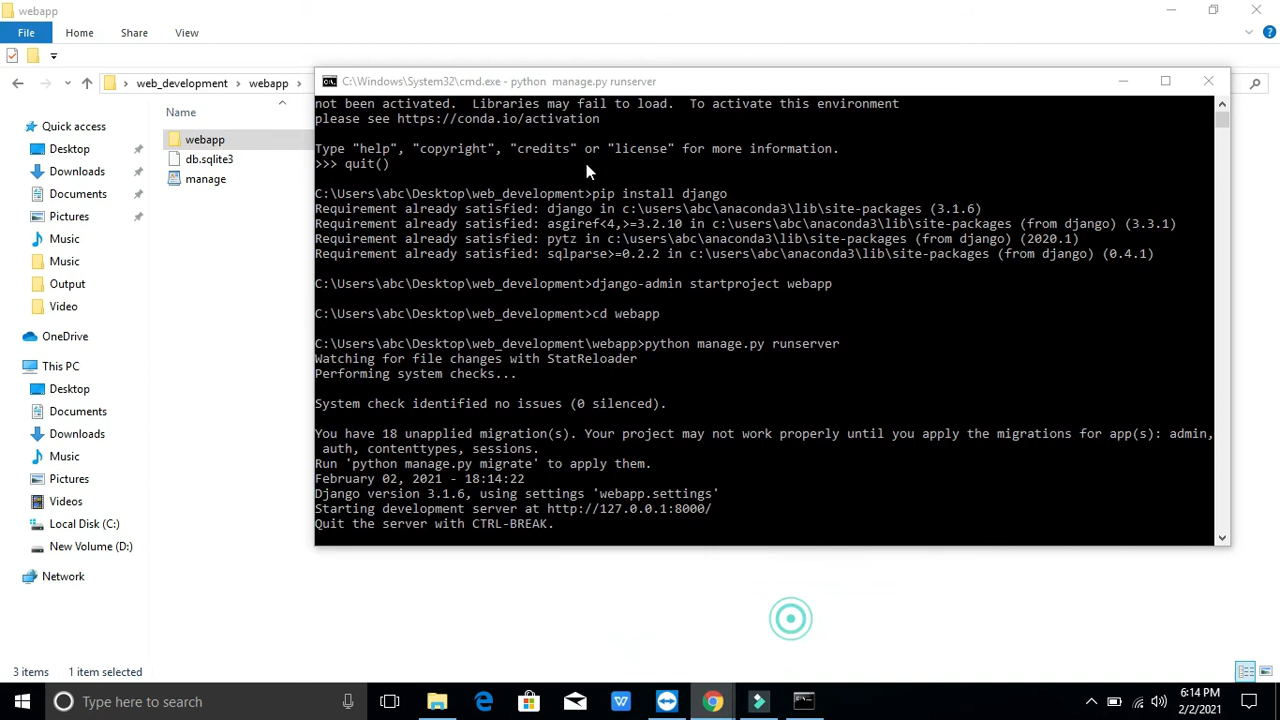 webapp
File Home Share View
web_development webapp
Name
Quick access
Desktop
Downloads
Documents
Pictures
Music
Music
Output
Video
OneDrive
This PC
Desktop
Documents
Downloads
Music
Pictures
Videos
Local Disk (C:)
New Volume (D:)
Network
webapp
db.sqlite3
manage
C:\Windows\System32\cmd.exe - python manage.py runserver
not been activated. Libraries may fail to load. To activate this environment
please see https://conda.io/activation
Type "help", "copyright", "credits" or "license" for more information.
>>> quit()
C:\Users\abc\Desktop\web_development>pip install django
Requirement already satisfied: django in c:\users\abc\anaconda3\lib\site-packages (3.1.6)
Requirement already satisfied: asgiref<4,>=3.2.10 in c:\users\abc\anaconda3\lib\site-packages (from django) (3.3.1)
Requirement already satisfied: pytz in c:\users\abc\anaconda3\lib\site-packages (from django) (2020.1)
Requirement already satisfied: sqlparse>=0.2.2 in c:\users\abc\anaconda3\lib\site-packages (from django) (0.4.1)
C:\Users\abc\Desktop\web_development>django-admin startproject webapp
C:\Users\abc\Desktop\web_development>cd webapp
C:\Users\abc\Desktop\web_development\webapp>python manage.py runserver
Watching for file changes with StatReloader
Performing system checks...
System check identified no issues (0 silenced).
You have 18 unapplied migration(s). Your project may not work properly until you apply the migrations for app(s): admin,
auth, contenttypes, sessions.
Run 'python manage.py migrate' to apply them.
February 02, 2021 - 18:14:22
Django version 3.1.6, using settings 'webapp.settings'
Starting development server at http://127.0.0.1:8000/
Quit the server with CTRL-BREAK.
3 items 1 item selected
Type here to search
6:14 PM
2/2/2021